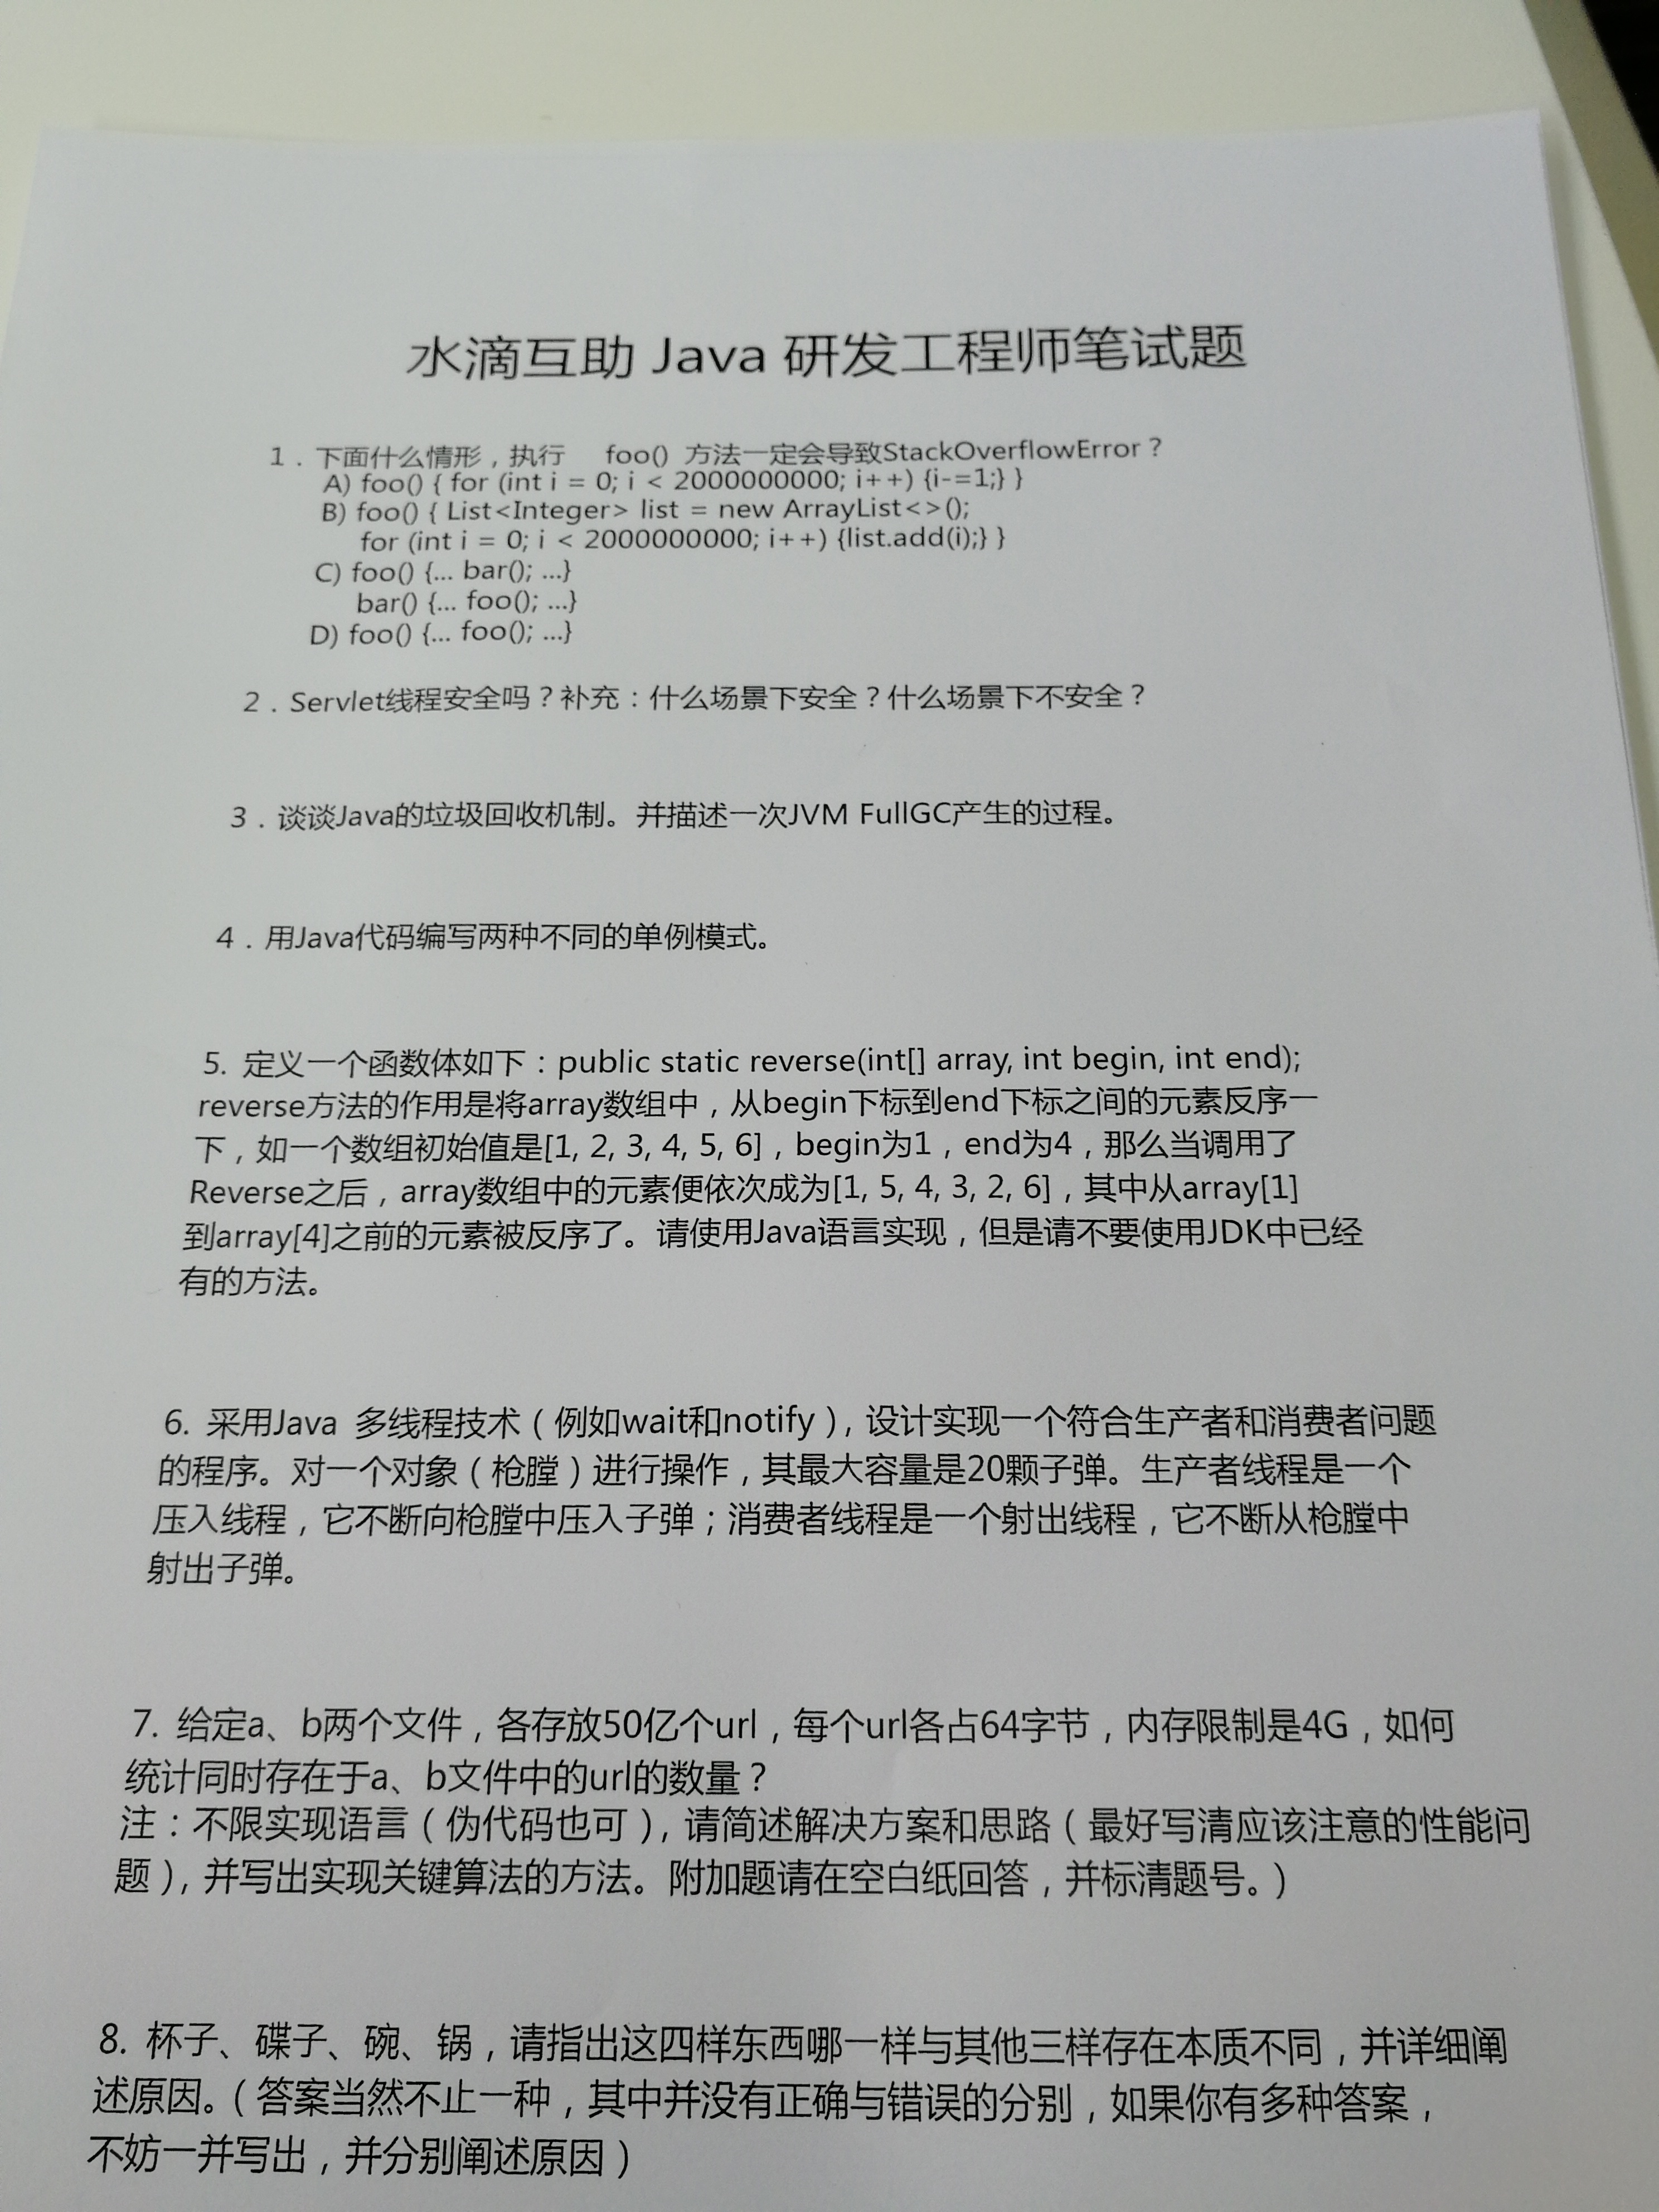 水滴互助 Java 研发工程师笔试题
1．下面什么情形，执行 foo() 方法一定会导致StackOverflowError？
A) foo() { for (int i = 0; i < 2000000000; i++) {i-=1;} }
B) foo() { List<Integer> list = new ArrayList<>();
for (int i = 0; i < 2000000000; i++) {list.add(i);} }
C) foo() {... bar(); ...}
bar() {... foo(); ...}
D) foo() {... foo(); ...}
2．Servlet线程安全吗？补充：什么场景下安全？什么场景下不安全？
3．谈谈Java的垃圾回收机制。并描述一次JVM FullGC产生的过程。
4．用Java代码编写两种不同的单例模式。
5. 定义一个函数体如下：public static reverse(int[] array, int begin, int end);
reverse方法的作用是将array数组中，从begin下标到end下标之间的元素反序一
下，如一个数组初始值是[1, 2, 3, 4, 5, 6]，begin为1，end为4，那么当调用了
Reverse之后，array数组中的元素便依次成为[1, 5, 4, 3, 2, 6]，其中从array[1]
到array[4]之前的元素被反序了。请使用Java语言实现，但是请不要使用JDK中已经
有的方法。
6. 采用Java 多线程技术（例如wait和notify），设计实现一个符合生产者和消费者问题
的程序。对一个对象（枪膛）进行操作，其最大容量是20颗子弹。生产者线程是一个
压入线程，它不断向枪膛中压入子弹；消费者线程是一个射出线程，它不断从枪膛中
射出子弹。
7. 给定a、b两个文件，各存放50亿个url，每个url各占64字节，内存限制是4G，如何
统计同时存在于a、b文件中的url的数量？
注：不限实现语言（伪代码也可），请简述解决方案和思路（最好写清应该注意的性能问
题），并写出实现关键算法的方法。附加题请在空白纸回答，并标清题号。）
8. 杯子、碟子、碗、锅，请指出这四样东西哪一样与其他三样存在本质不同，并详细阐
述原因。（答案当然不止一种，其中并没有正确与错误的分别，如果你有多种答案，
不妨一并写出，并分别阐述原因）